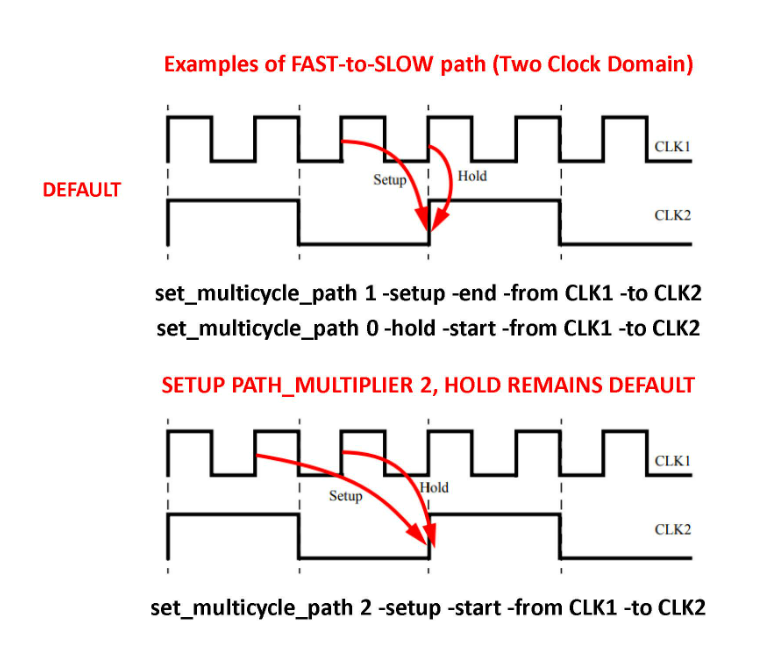 Examples of FAST-to-SLOW path (Two Clock Domain)
CLK1
Setup
Hold
DEFAULT
CLK2
set_multicycle_path 1 -setup -end -from CLK1 -to CLK2
set_multicycle_path 0 -hold -start -from CLK1 -to CLK2
SETUP PATH_MULTIPLIER 2, HOLD REMAINS DEFAULT
CLK1
Setup
Hold
CLK2
set_multicycle_path 2 -setup -start -from CLK1 -to CLK2